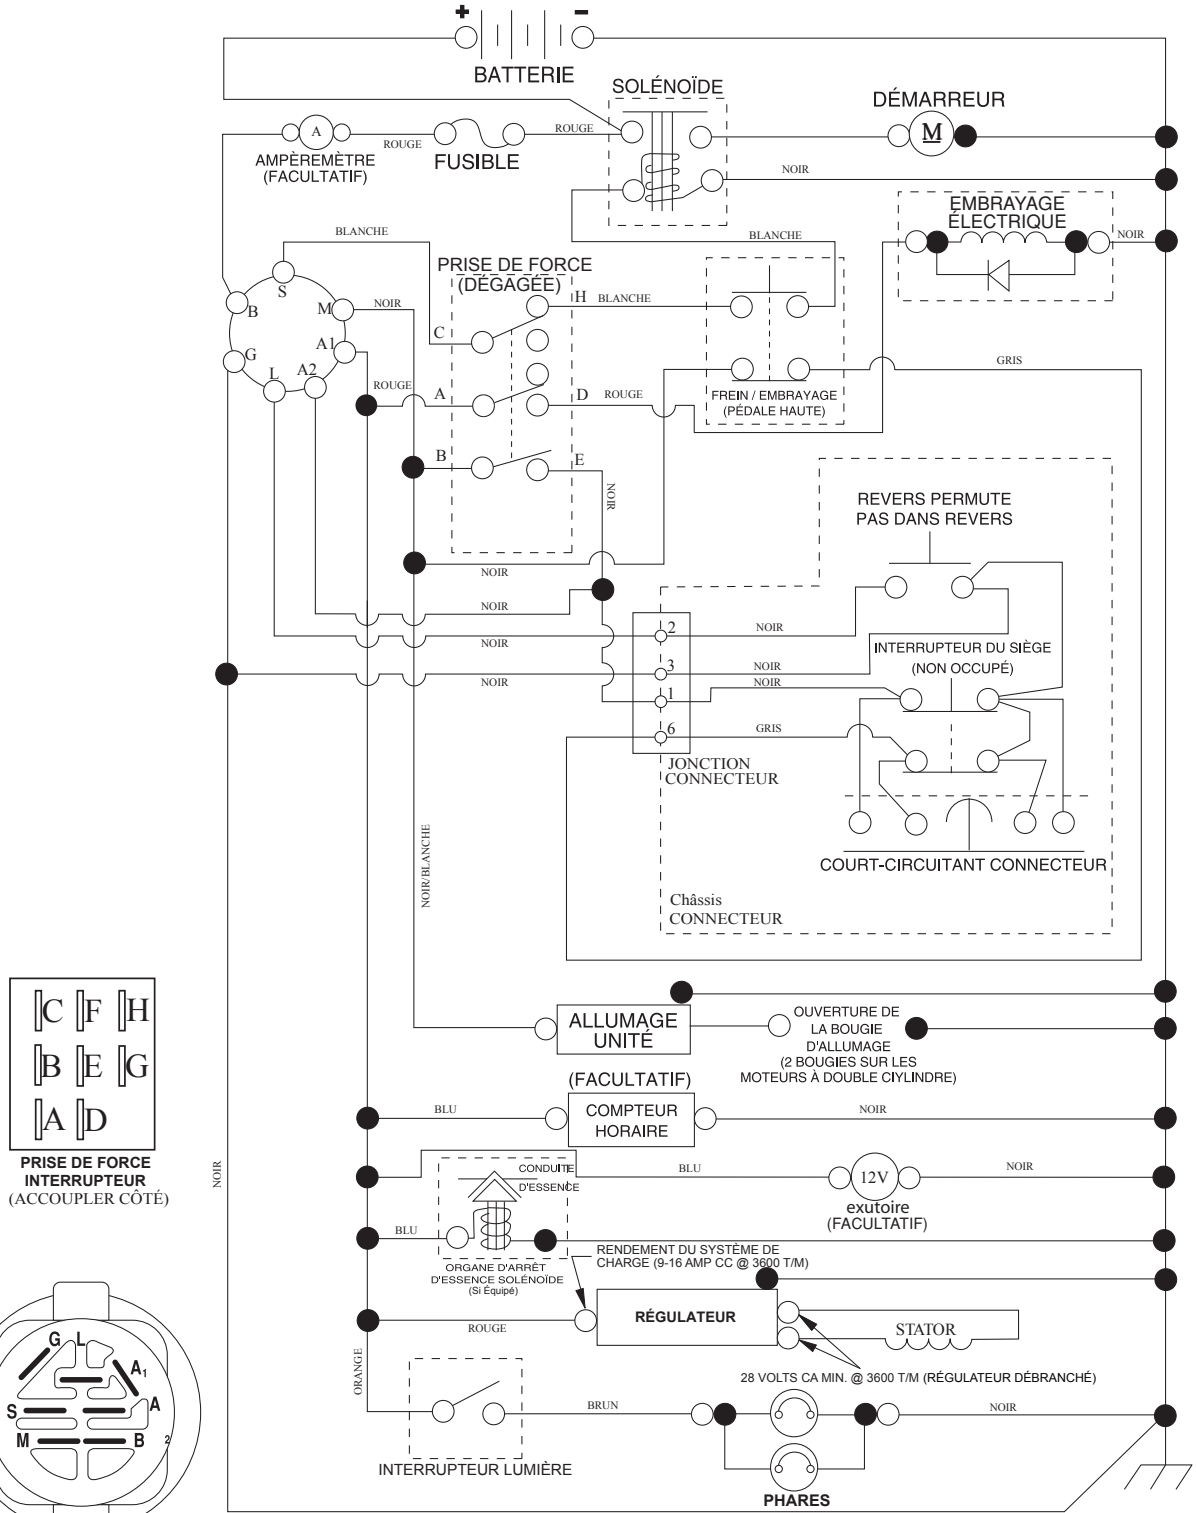 + −
BATTERIE
SOLÉNOÏDE
DÉMARREUR
A
ROUGE
ROUGE
M
AMPÈREMÈTRE
(FACULTATIF)
FUSIBLE
NOIR
EMBRAYAGE
ÉLECTRIQUE
BLANCHE
BLANCHE
NOIR
PRISE DE FORCE
(DÉGAGÉE)
S
B
M
NOIR
H
BLANCHE
C
A1
G
L
A2
ROUGE
A
D
ROUGE
GRIS
FREIN / EMBRAYAGE
(PÉDALE HAUTE)
B
E
NOIR
REVERS PERMUTE
PAS DANS REVERS
NOIR
NOIR
NOIR
2
NOIR
INTERRUPTEUR DU SIÈGE
(NON OCCUPÉ)
3
NOIR
NOIR
NOIR
1
6
GRIS
JONCTION
CONNECTEUR
NOIR/BLANCHE
COURT-CIRCUITANT CONNECTEUR
Châssis
CONNECTEUR
C F H
B E G
A D
PRISE DE FORCE
INTERRUPTEUR
(ACCOUPLER CÔTÉ)
ALLUMAGE
UNITÉ
OUVERTURE DE
LA BOUGIE
D'ALLUMAGE
(2 BOUGIES SUR LES
MOTEURS À DOUBLE CIYLINDRE)
(FACULTATIF)
BLU
COMPTEUR
HORAIRE
NOIR
NOIR
CONDUITE
D'ESSENCE
BLU
12V
NOIR
exutoire
(FACULTATIF)
BLU
ORGANE D'ARRÊT
D'ESSENCE SOLÉNOÏDE
(Si Équipé)
RENDEMENT DU SYSTÈME DE
CHARGE (9-16 AMP CC @ 3600 T/M)
RÉGULATEUR
ROUGE
STATOR
ORANGE
28 VOLTS CA MIN. @ 3600 T/M (RÉGULATEUR DÉBRANCHÉ)
BRUN
NOIR
INTERRUPTEUR LUMIÈRE
PHARES
G L
A1
S A
M B 2